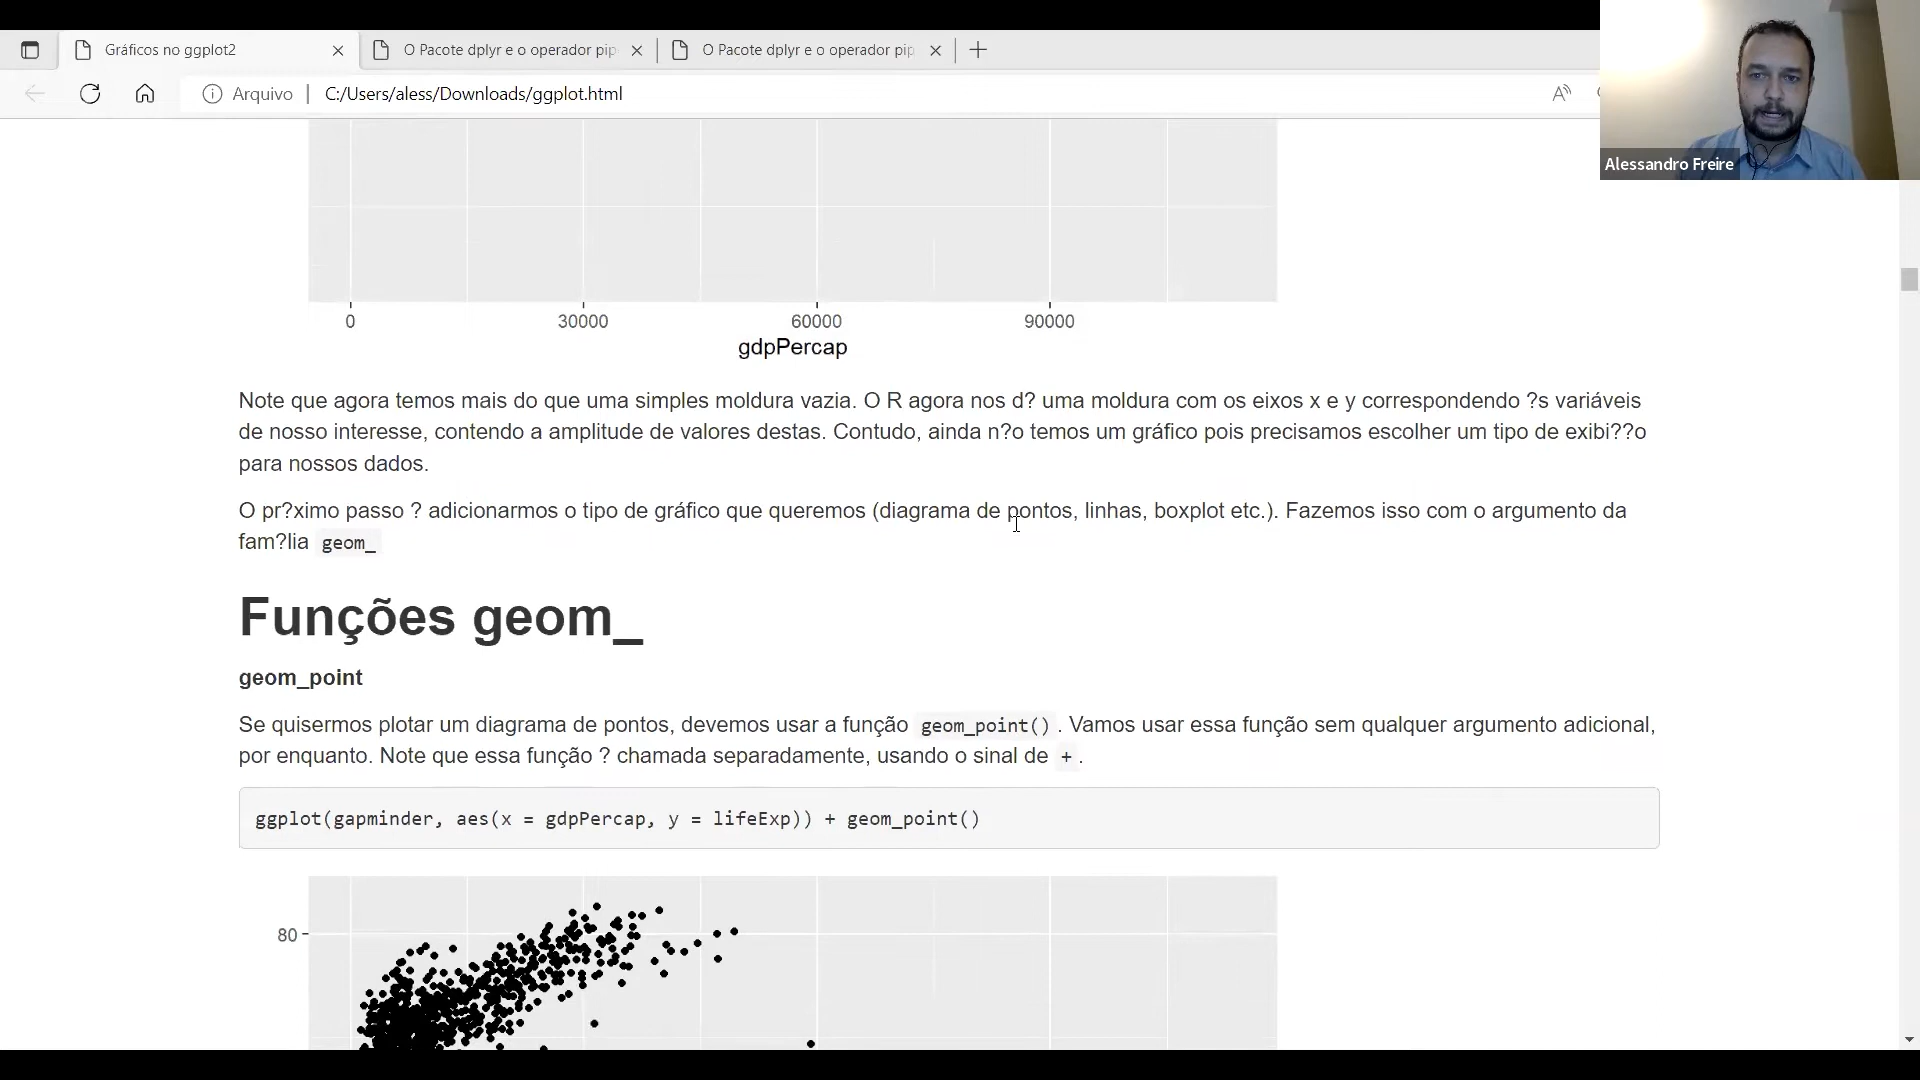 Gráficos no ggplot2
O Pacote dplyr e o operador pip
O Pacote dplyr e o operador pip
Arquivo
C:/Users/aless/Downloads/ggplot.html
Alessandro Freire
0 30000 60000 90000
gdpPercap
Note que agora temos mais do que uma simples moldura vazia. O R agora nos d? uma moldura com os eixos x e y correspondendo ?s variáveis
de nosso interesse, contendo a amplitude de valores destas. Contudo, ainda n?o temos um gráfico pois precisamos escolher um tipo de exibi??o
para nossos dados.
O pr?ximo passo ? adicionarmos o tipo de gráfico que queremos (diagrama de pontos, linhas, boxplot etc.). Fazemos isso com o argumento da
fam?lia geom_
Funções geom_
geom_point
Se quisermos plotar um diagrama de pontos, devemos usar a função geom_point(). Vamos usar essa função sem qualquer argumento adicional,
por enquanto. Note que essa função ? chamada separadamente, usando o sinal de +.
ggplot(gapminder, aes(x = gdpPercap, y = lifeExp)) + geom_point()
80